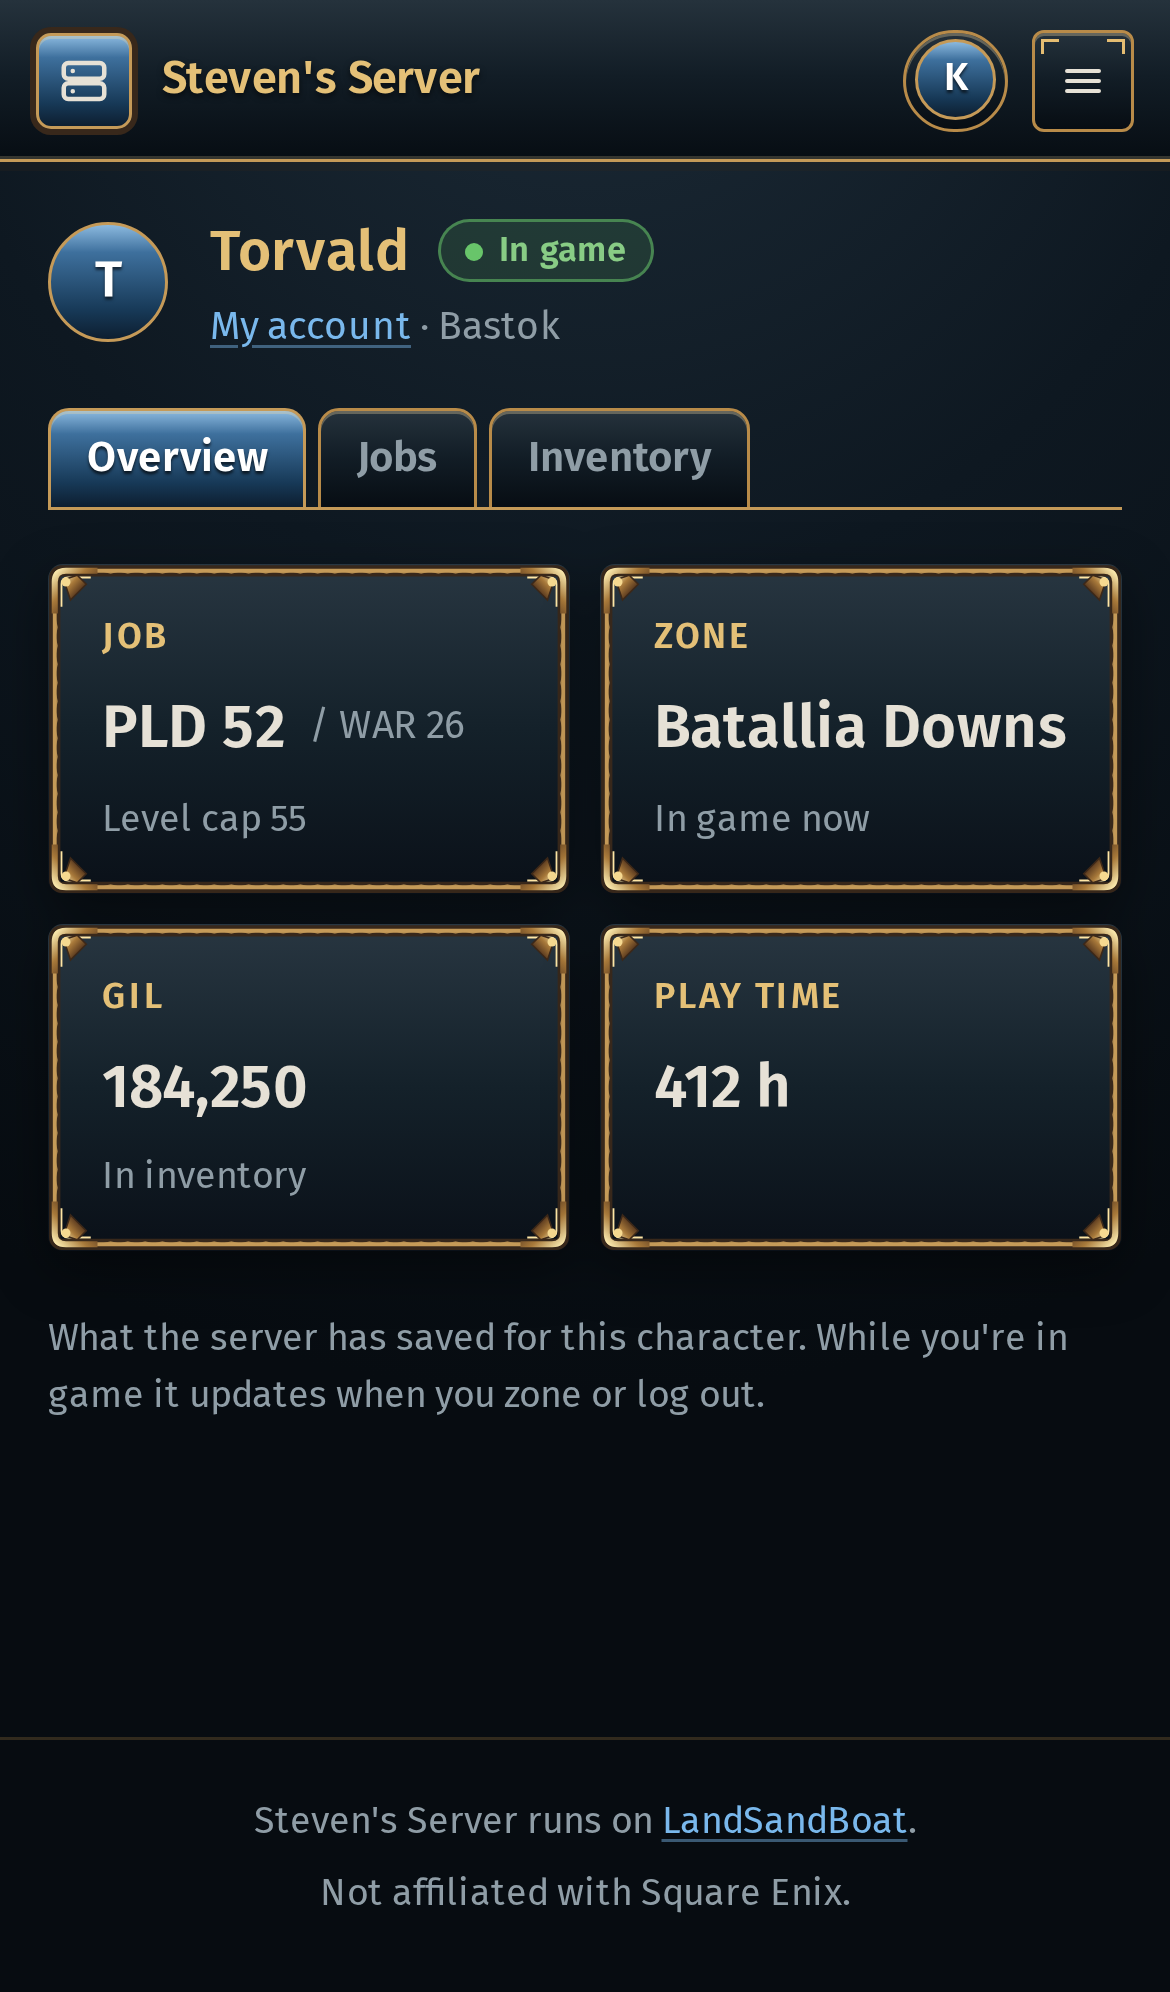 Steven's Server
K
T
Torvald
In game
My account · Bastok
Overview
Jobs
Inventory
JOB
PLD 52 / WAR 26
Level cap 55
ZONE
Batallia Downs
In game now
GIL
184,250
In inventory
PLAY TIME
412 h
What the server has saved for this character. While you're in
game it updates when you zone or log out.
Steven's Server runs on LandSandBoat.
Not affiliated with Square Enix.